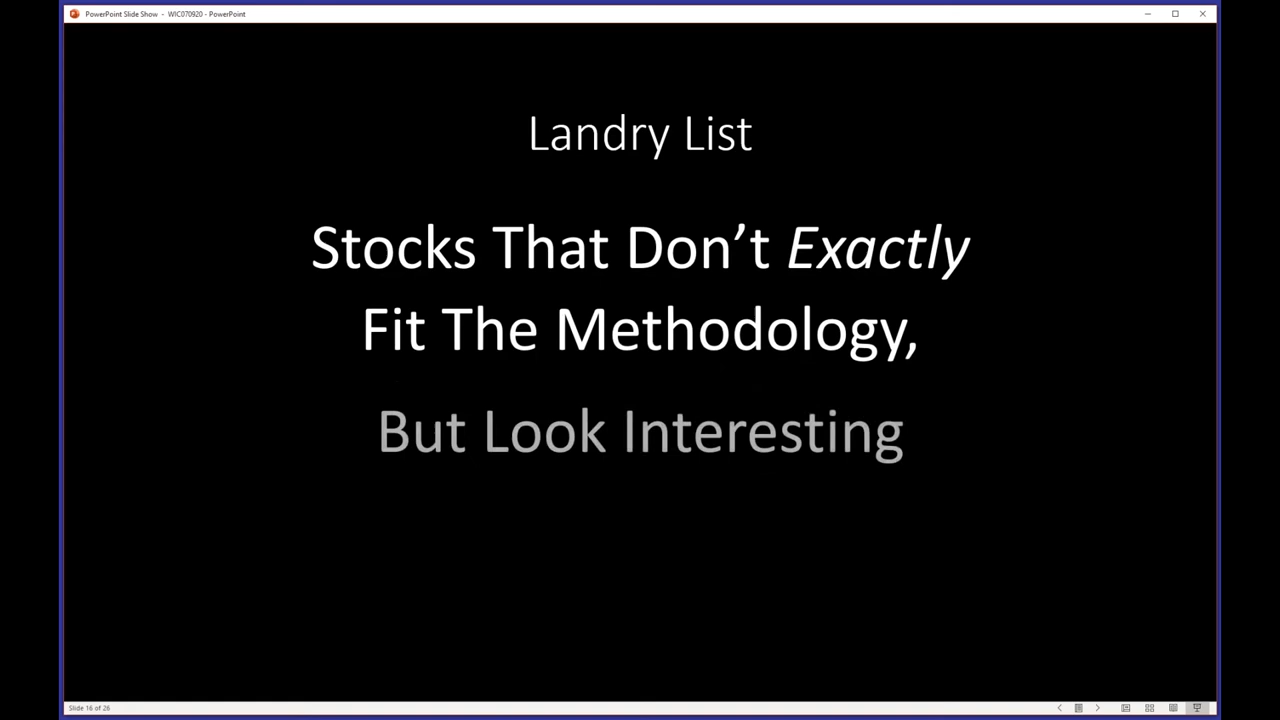 PowerPoint Slide Show - WIC070920 - PowerPoint
Landry List
Stocks That Don’t Exactly
Fit The Methodology,
But Look Interesting
Slide 16 of 26